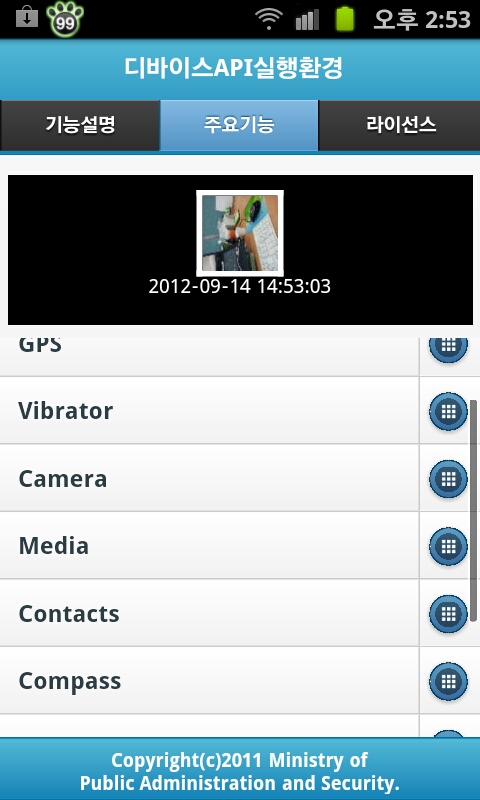 99 오후 2:53
디바이스API실행환경
기능설명 주요기능 라이선스
2012-09-14 14:53:03
GPS
Vibrator
Camera
Media
Contacts
Compass
Copyright(c)2011 Ministry of
Public Administration and Security.